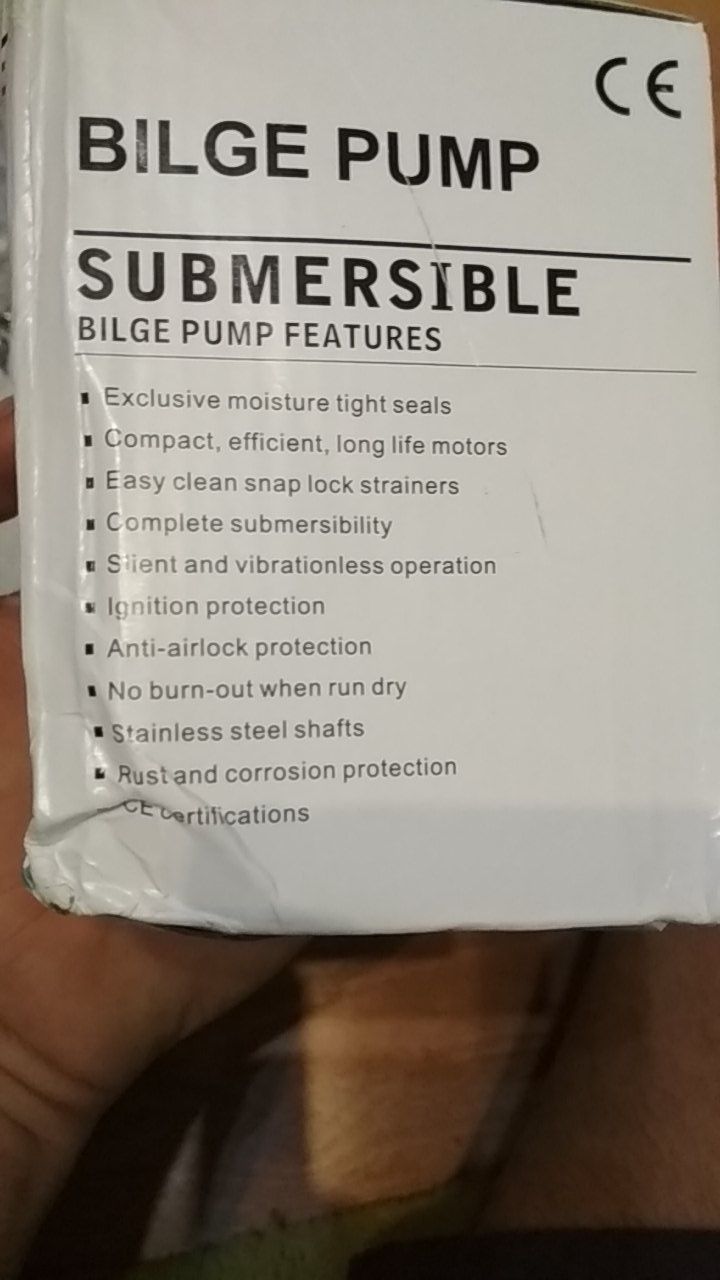 CE
BILGE PUMP
SUBMERSIBLE
BILGE PUMP FEATURES
▪ Exclusive moisture tight seals
▪ Compact, efficient, long life motors
▪ Easy clean snap lock strainers
▪ Complete submersibility
▪ Silent and vibrationless operation
▪ Ignition protection
▪ Anti-airlock protection
▪ No burn-out when run dry
▪ Stainless steel shafts
▪ Rust and corrosion protection
CE certifications